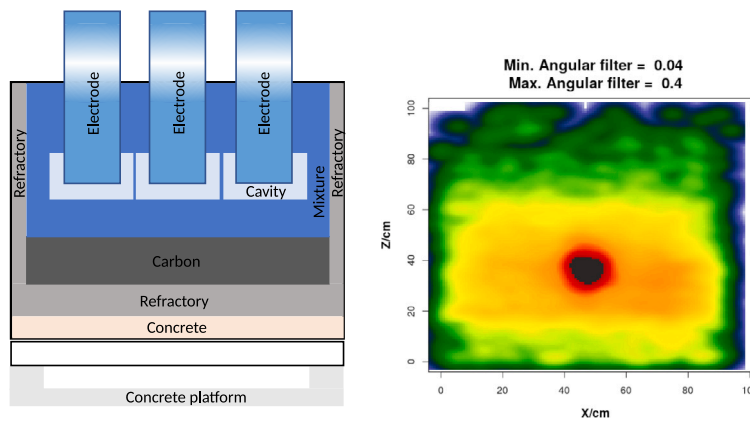 Electrode
Electrode
Electrode
Refractory
Refractory
Mixture
Cavity
Carbon
Refractory
Concrete
Concrete platform
Min. Angular filter = 0.04
Max. Angular filter = 0.4
Z/cm
100
80
60
40
20
0
0
20
40
60
80
X/cm